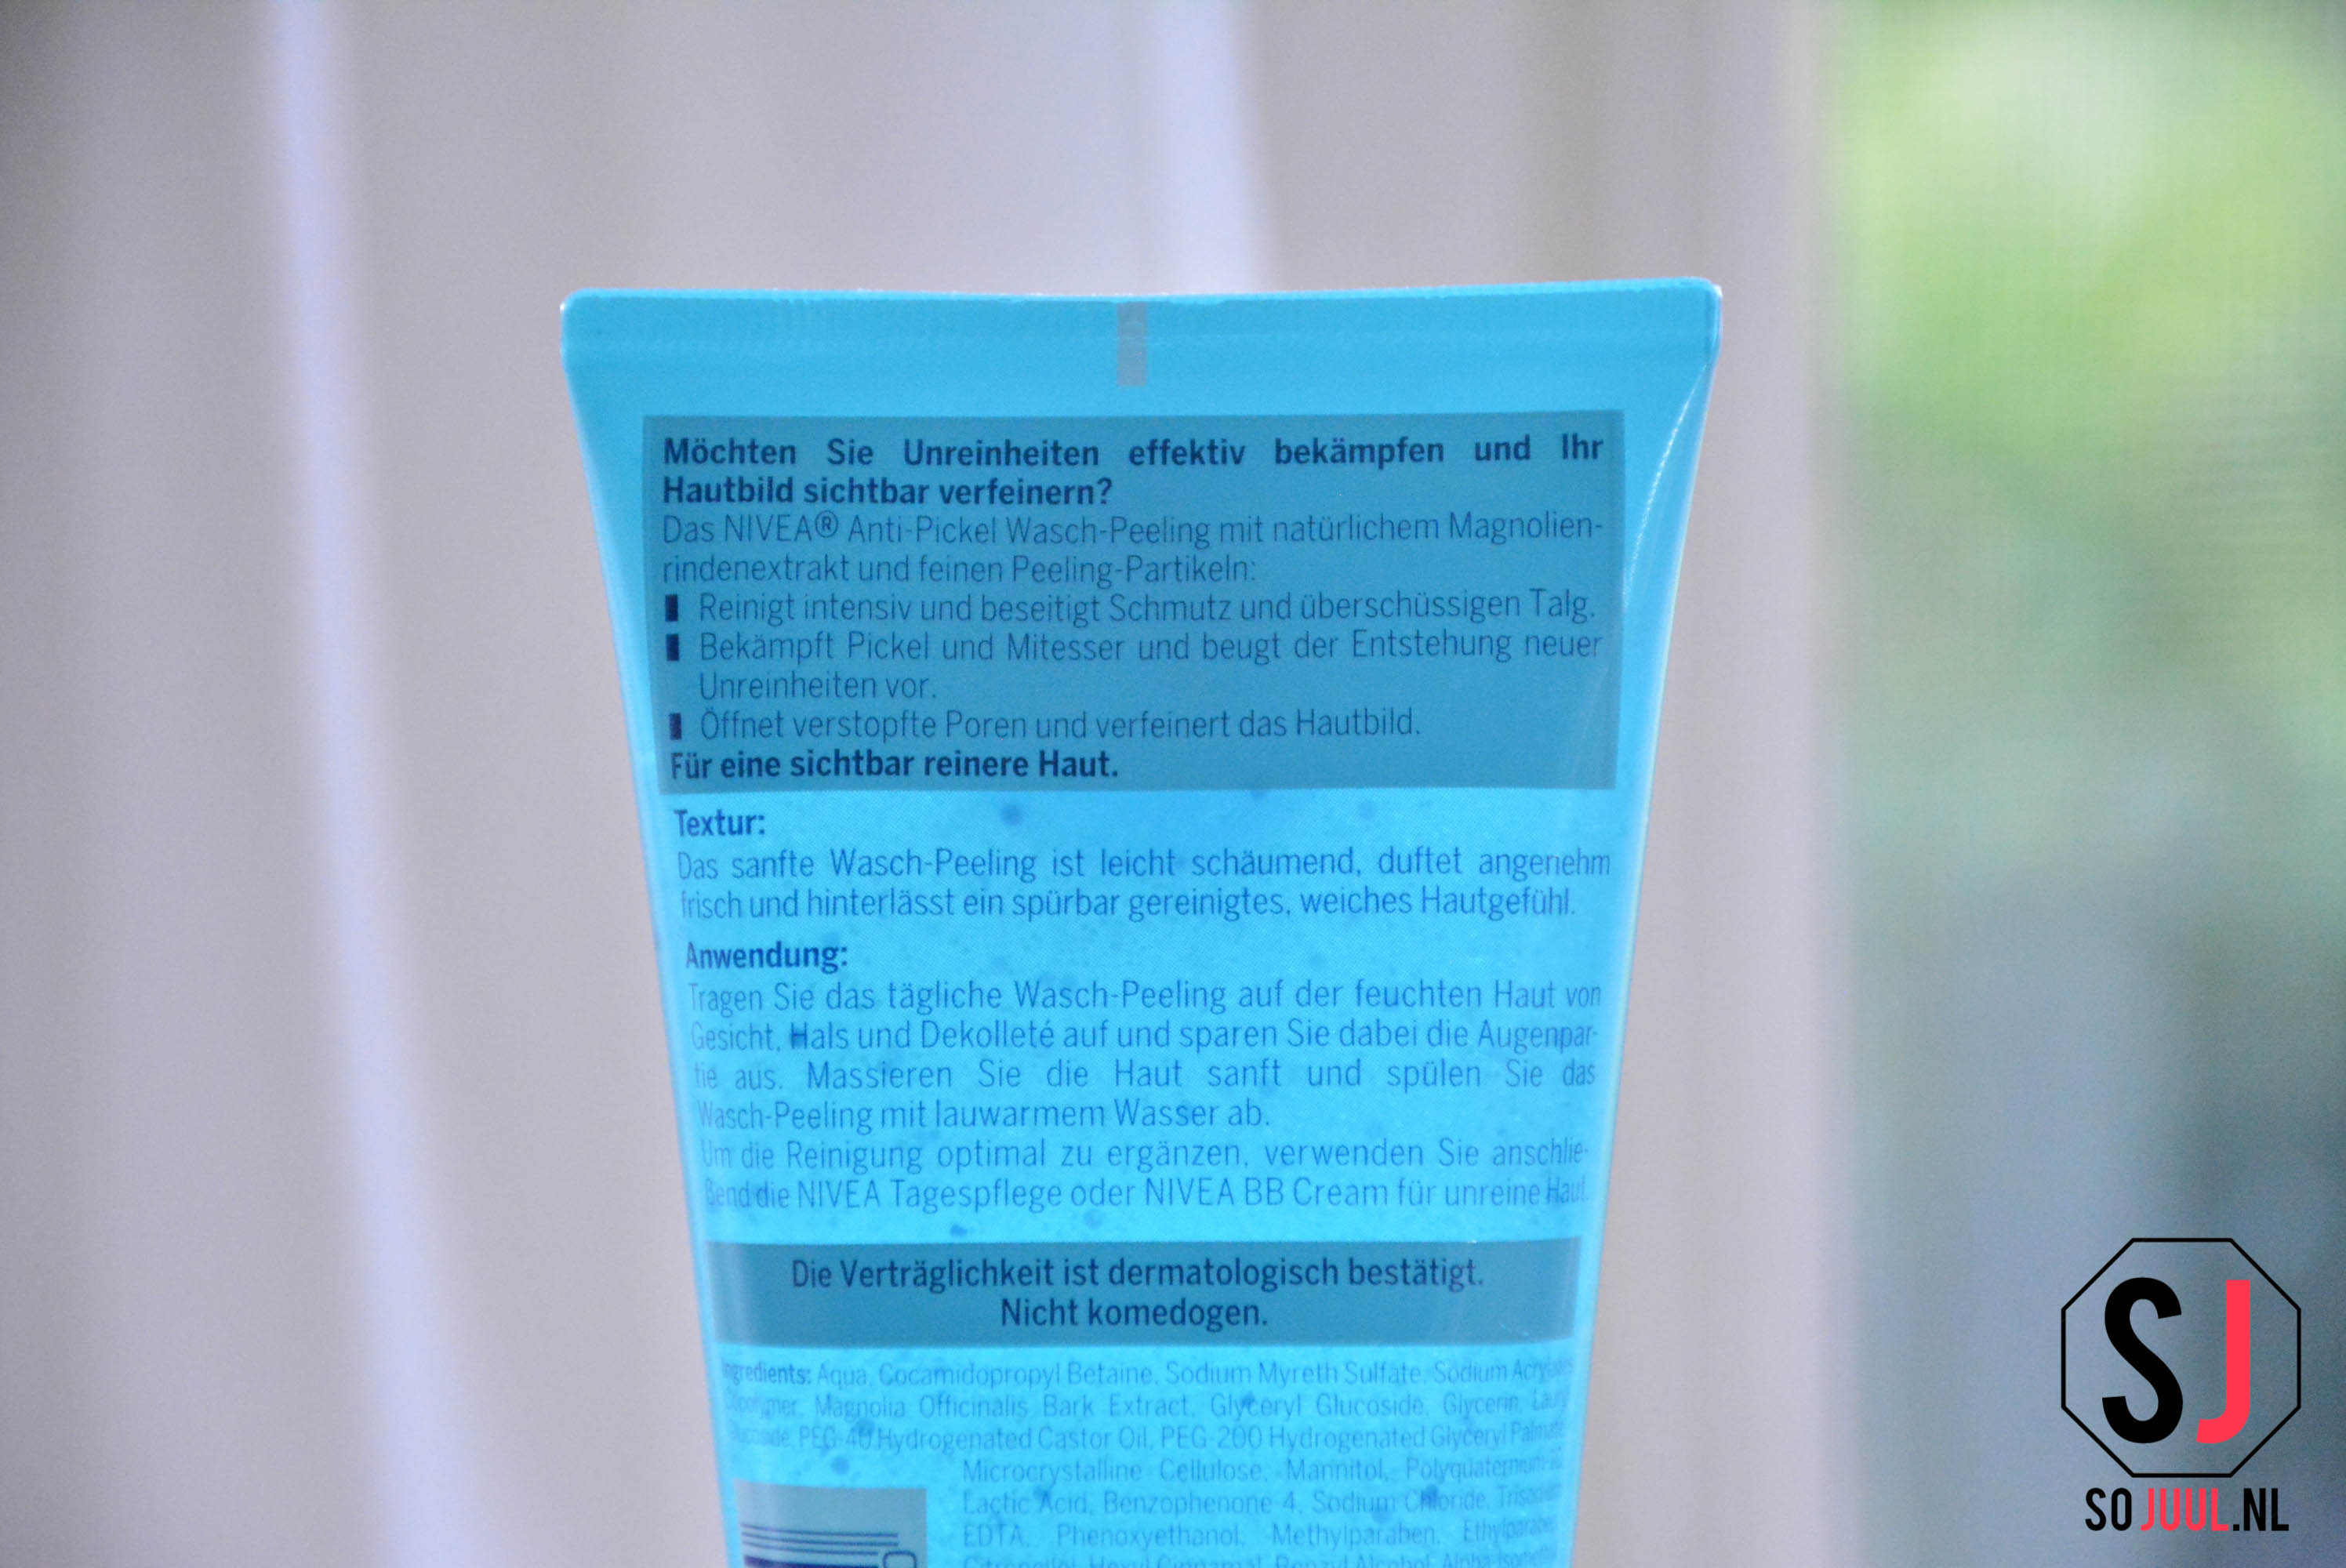 Möchten Sie Unreinheiten effektiv bekämpfen und Ihr
Hautbild sichtbar verfeinern?
Das NIVEA® Anti-Pickel Wasch-Peeling mit natürlichem Magnolien-
rindenextrakt und feinen Peeling-Partikeln:
Reinigt intensiv und beseitigt Schmutz und überschüssigen Talg.
Bekämpft Pickel und Mitesser und beugt der Entstehung neuer
Unreinheiten vor.
Öffnet verstopfte Poren und verfeinert das Hautbild.
Für eine sichtbar reinere Haut.
Textur:
Das sanfte Wasch-Peeling ist leicht schäumend, duftet angenehm
frisch und hinterlässt ein spürbar gereinigtes, weiches Hautgefühl.
Anwendung:
Tragen Sie das tägliche Wasch-Peeling auf der feuchten Haut von
Gesicht, Hals und Dekolleté auf und sparen Sie dabei die Augenpar-
tie aus. Massieren Sie die Haut sanft und spülen Sie das
Wasch-Peeling mit lauwarmem Wasser ab.
Um die Reinigung optimal zu ergänzen, verwenden Sie anschlie-
ßend die NIVEA Tagespflege oder NIVEA BB Cream für unreine Haut.
Die Verträglichkeit ist dermatologisch bestätigt.
Nicht komedogen.
Ingredients: Aqua, Cocamidopropyl Betaine, Sodium Myreth Sulfate, Sodium
Magnolia Officinalis Bark Extract, Glyceryl Glucoside, Glycerin,
PEG-40 Hydrogenated Castor Oil, PEG-200 Hydrogenated Glyceryl
Microcrystalline Cellulose, Mannitol,
Lactic Acid, Benzophenone-4, Sodium Chloride,
EDTA, Phenoxyethanol, Methylparaben,
SJ
SOJUUL.NL